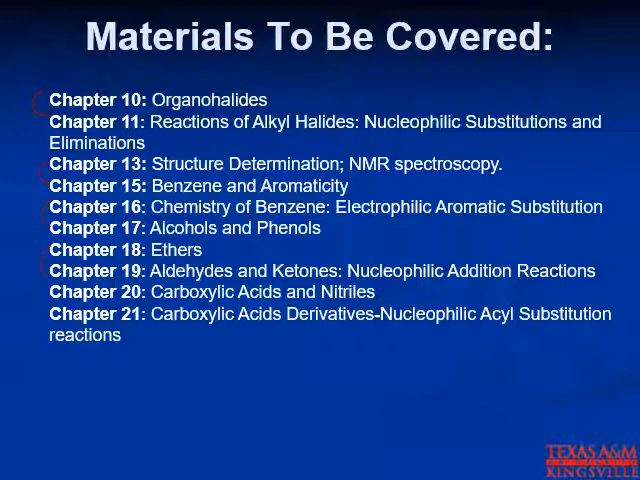 Materials To Be Covered:
Chapter 10: Organohalides
Chapter 11: Reactions of Alkyl Halides: Nucleophilic Substitutions and
Eliminations
Chapter 13: Structure Determination; NMR spectroscopy.
Chapter 15: Benzene and Aromaticity
Chapter 16: Chemistry of Benzene: Electrophilic Aromatic Substitution
Chapter 17: Alcohols and Phenols
Chapter 18: Ethers
Chapter 19: Aldehydes and Ketones: Nucleophilic Addition Reactions
Chapter 20: Carboxylic Acids and Nitriles
Chapter 21: Carboxylic Acids Derivatives-Nucleophilic Acyl Substitution
reactions
TEXAS A&M
KINGSVILLE